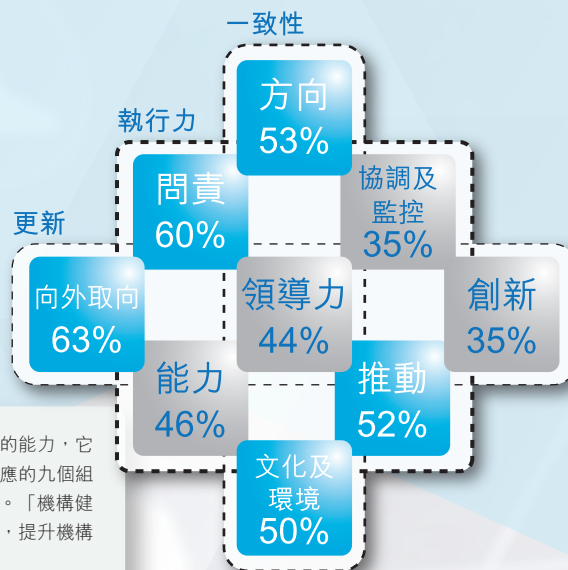 一致性
方向
53%
執行力
問責
60%
協調及
監控
35%
更新
向外取向
63%
領導力
44%
創新
35%
能力
46%
推動
52%
文化及
環境
50%
的能力，它
應的九個組
。「機構健
，提升機構